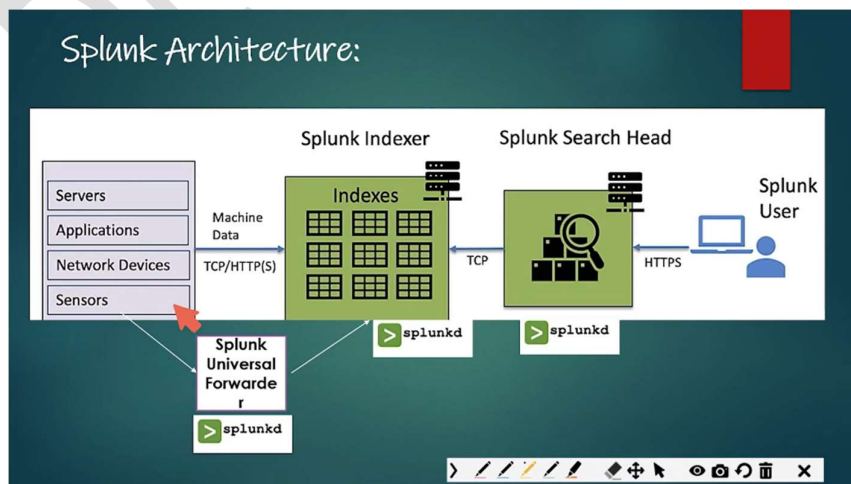 Splunk Architecture:
Splunk Indexer
Splunk Search Head
Splunk
User
Servers
Applications
Network Devices
Sensors
Machine
Data
TCP/HTTP(S)
Indexes
TCP
HTTPS
Splunk
Universal
Forwarde
r
splunkd
splunkd
splunkd